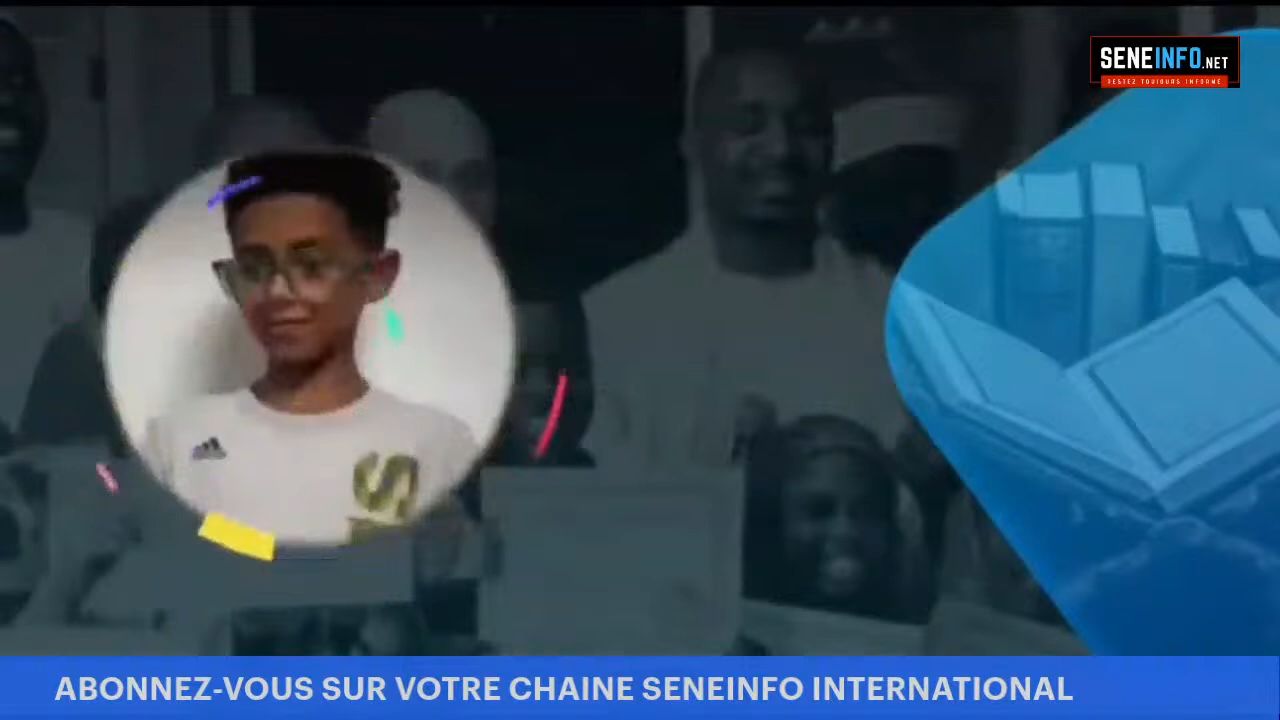 SENEINFO.NET
RESTEZ TOUJOURS INFORMÉ
S
ABONNEZ-VOUS SUR VOTRE CHAINE SENEINFO INTERNATIONAL